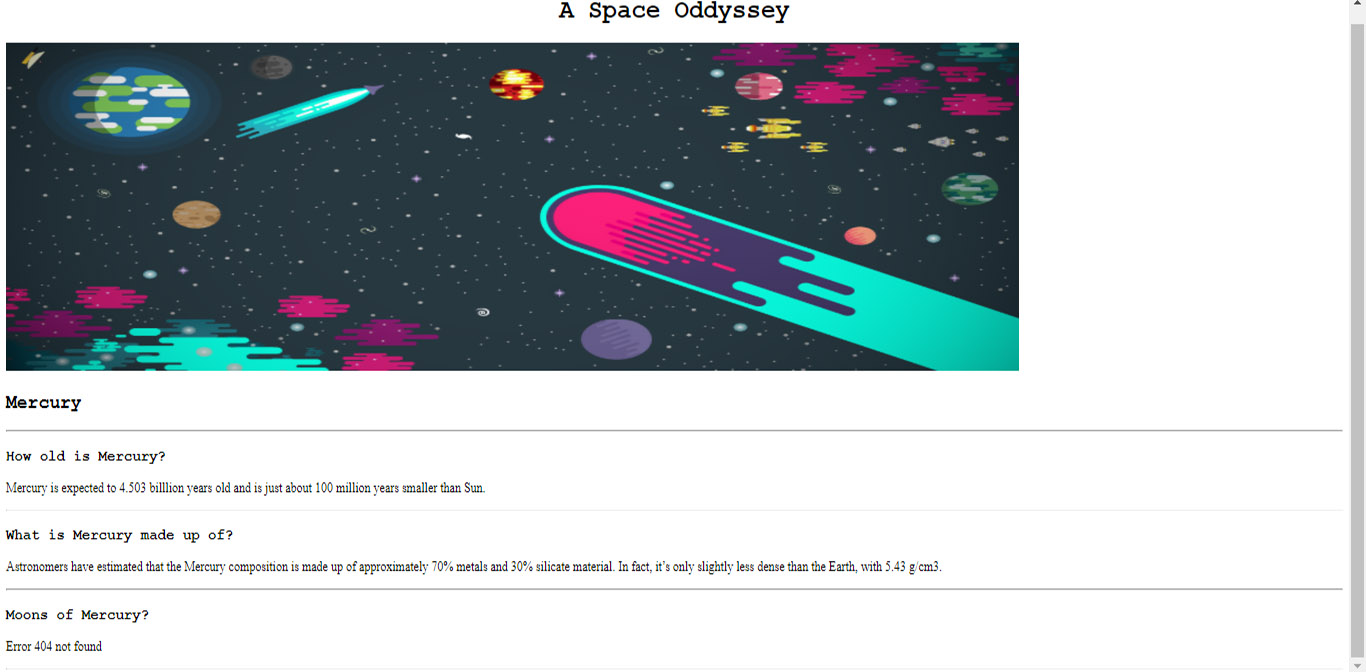 A Space Oddyssey
Mercury
How old is Mercury?
Mercury is expected to 4.503 billlion years old and is just about 100 million years smaller than Sun.
What is Mercury made up of?
Astronomers have estimated that the Mercury composition is made up of approximately 70% metals and 30% silicate material. In fact, it’s only slightly less dense than the Earth, with 5.43 g/cm3.
Moons of Mercury?
Error 404 not found